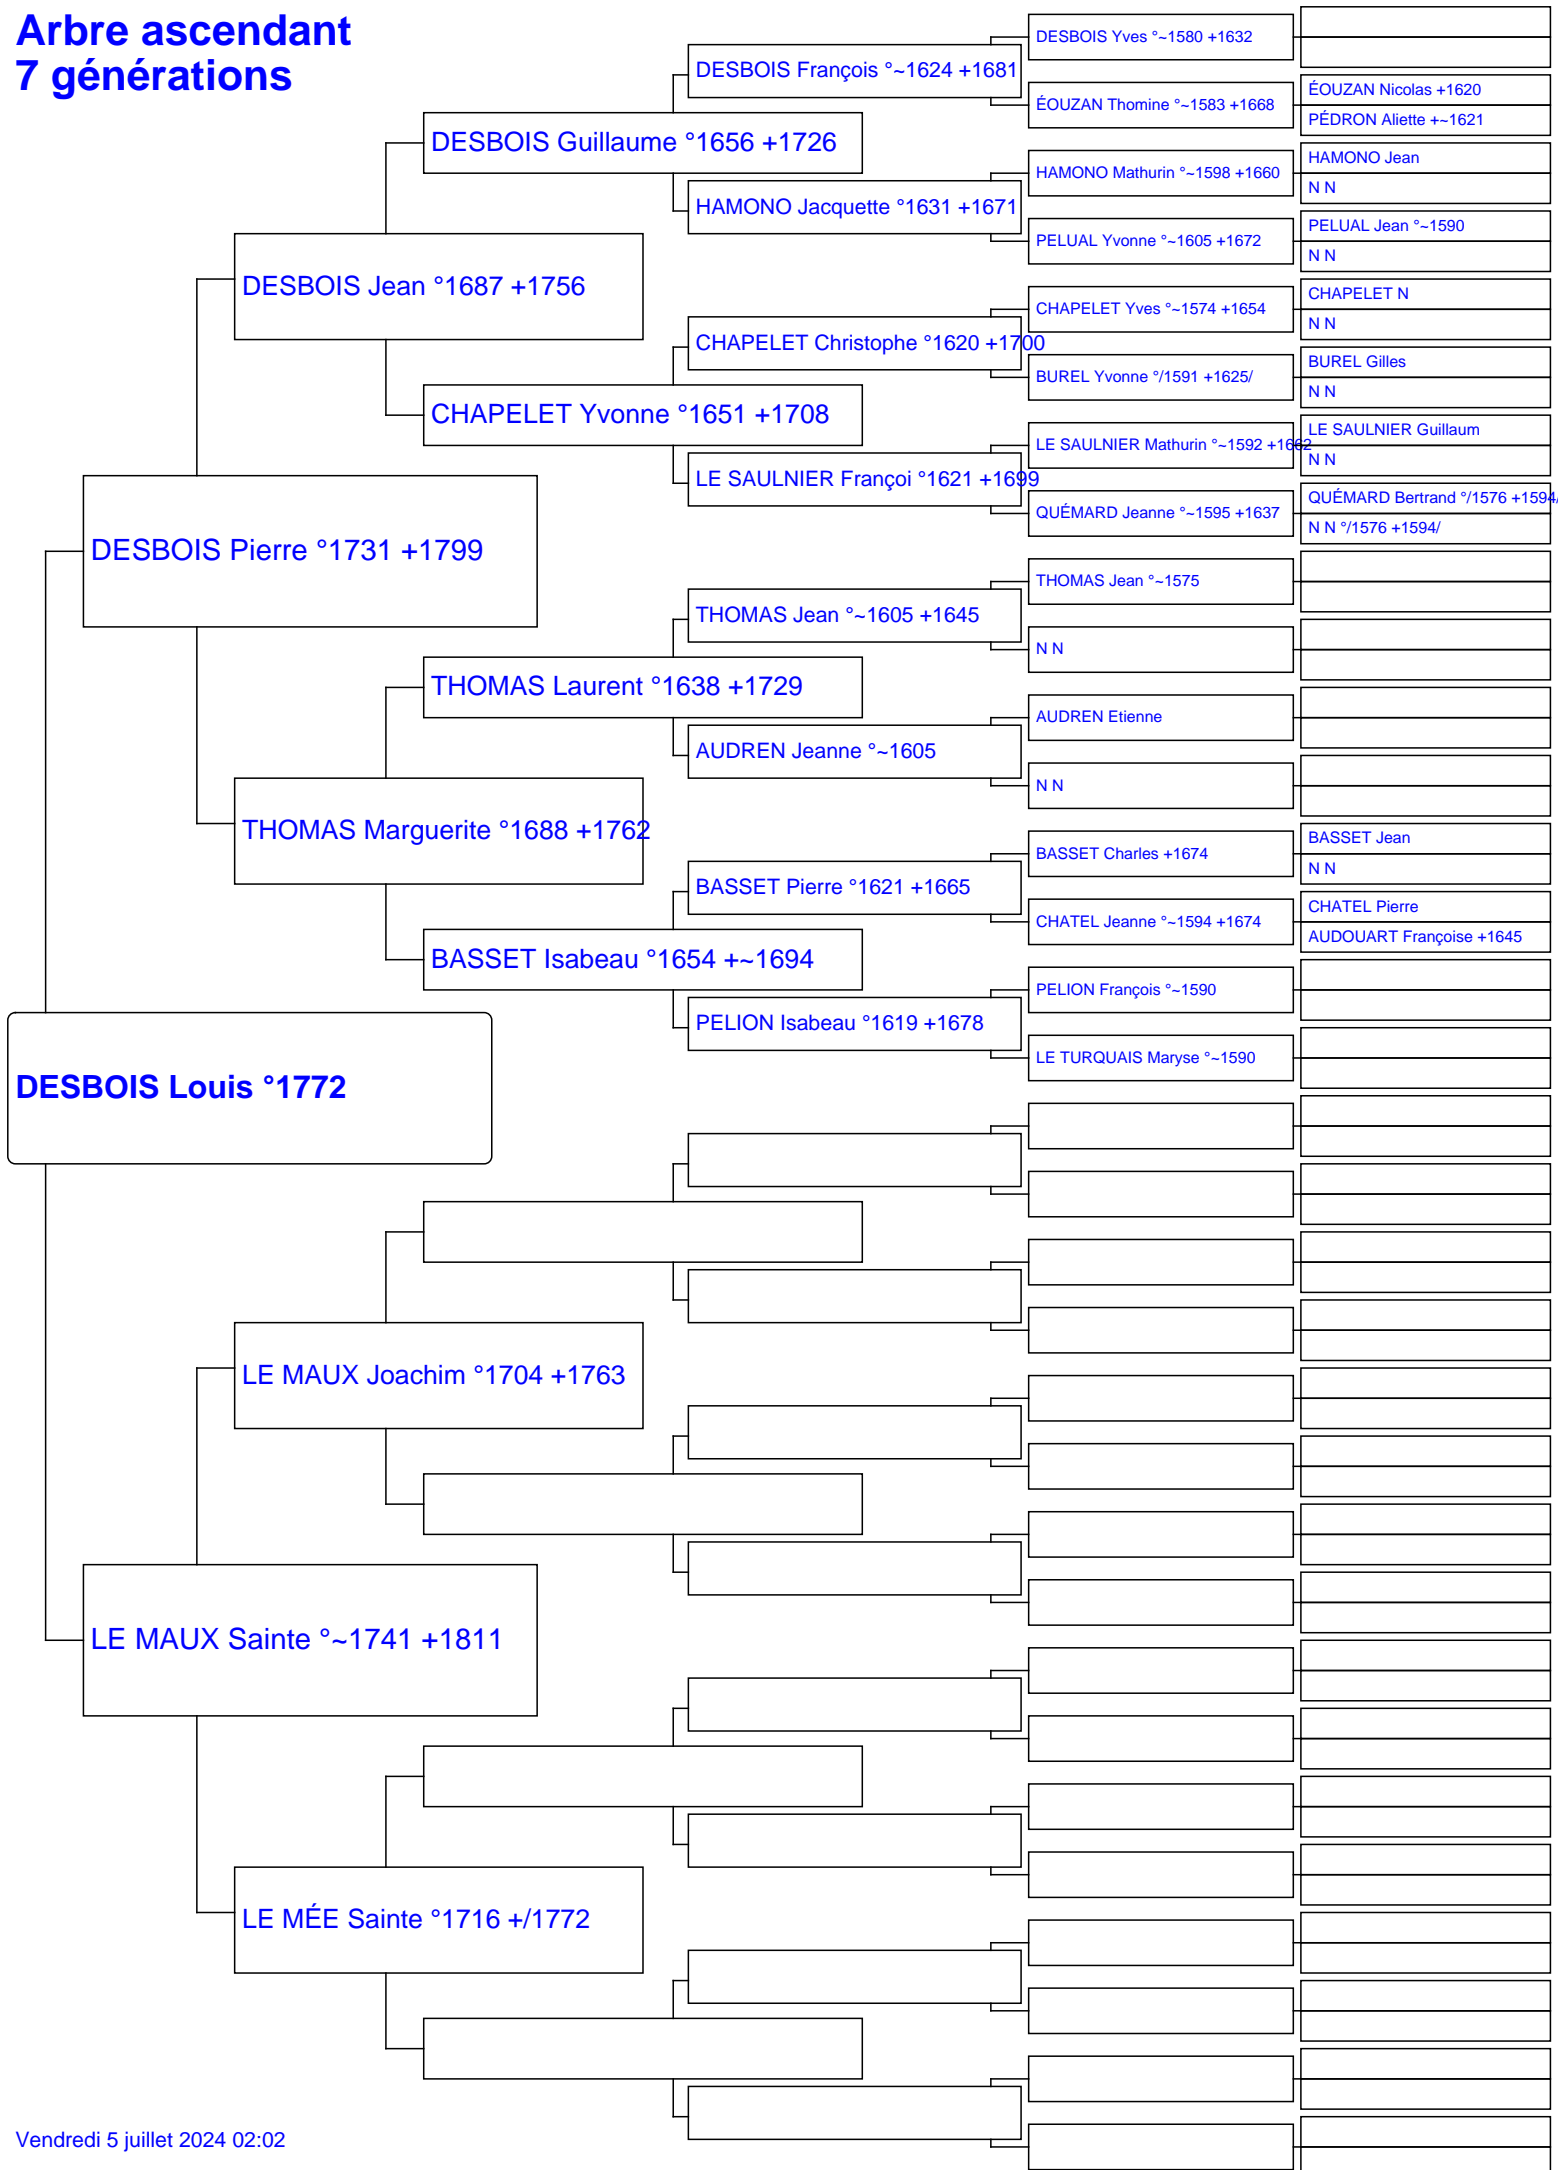 Arbre ascendant
7 générations
DESBOIS Yves °~1580 +1632
DESBOIS François °~1624 +1681
ÉOUZAN Nicolas +1620
ÉOUZAN Thomine °~1583 +1668
PÉDRON Aliette +~1621
DESBOIS Guillaume °1656 +1726
HAMONO Jean
HAMONO Mathurin °~1598 +1660
N N
HAMONO Jacquette °1631 +1671
PELUAL Jean °~1590
PELUAL Yvonne °~1605 +1672
N N
DESBOIS Jean °1687 +1756
CHAPELET N
CHAPELET Yves °~1574 +1654
N N
CHAPELET Christophe °1620 +1700
BUREL Gilles
BUREL Yvonne °/1591 +1625/
N N
CHAPELET Yvonne °1651 +1708
LE SAULNIER Guillaum
LE SAULNIER Mathurin °~1592 +1662
N N
LE SAULNIER Françoi °1621 +1699
QUÉMARD Bertrand °/1576 +1594/
QUÉMARD Jeanne °~1595 +1637
N N °/1576 +1594/
DESBOIS Pierre °1731 +1799
THOMAS Jean °~1575
THOMAS Jean °~1605 +1645
N N
THOMAS Laurent °1638 +1729
AUDREN Etienne
AUDREN Jeanne °~1605
N N
THOMAS Marguerite °1688 +1762
BASSET Jean
BASSET Charles +1674
N N
BASSET Pierre °1621 +1665
CHATEL Pierre
CHATEL Jeanne °~1594 +1674
AUDOUART Françoise +1645
BASSET Isabeau °1654 +~1694
PELION François °~1590
PELION Isabeau °1619 +1678
LE TURQUAIS Maryse °~1590
DESBOIS Louis °1772
LE MAUX Joachim °1704 +1763
LE MAUX Sainte °~1741 +1811
LE MÉE Sainte °1716 +/1772
Vendredi 5 juillet 2024 02:02